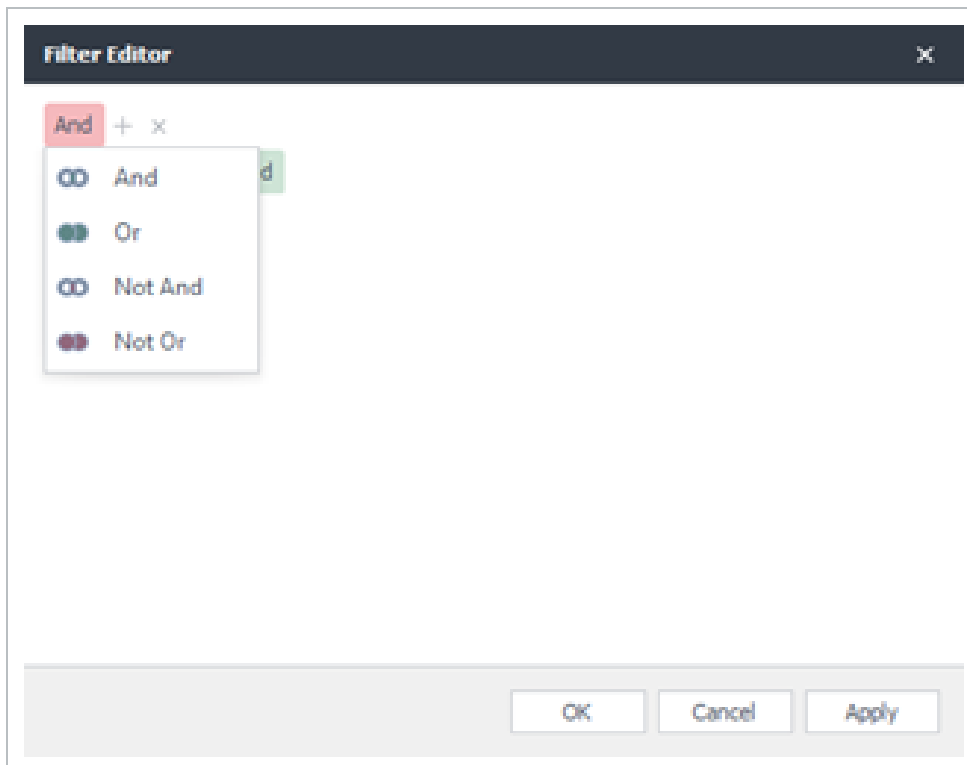 Filter Editor
And
d
And
Or
Not And
Not Or
OK Cancel Apply